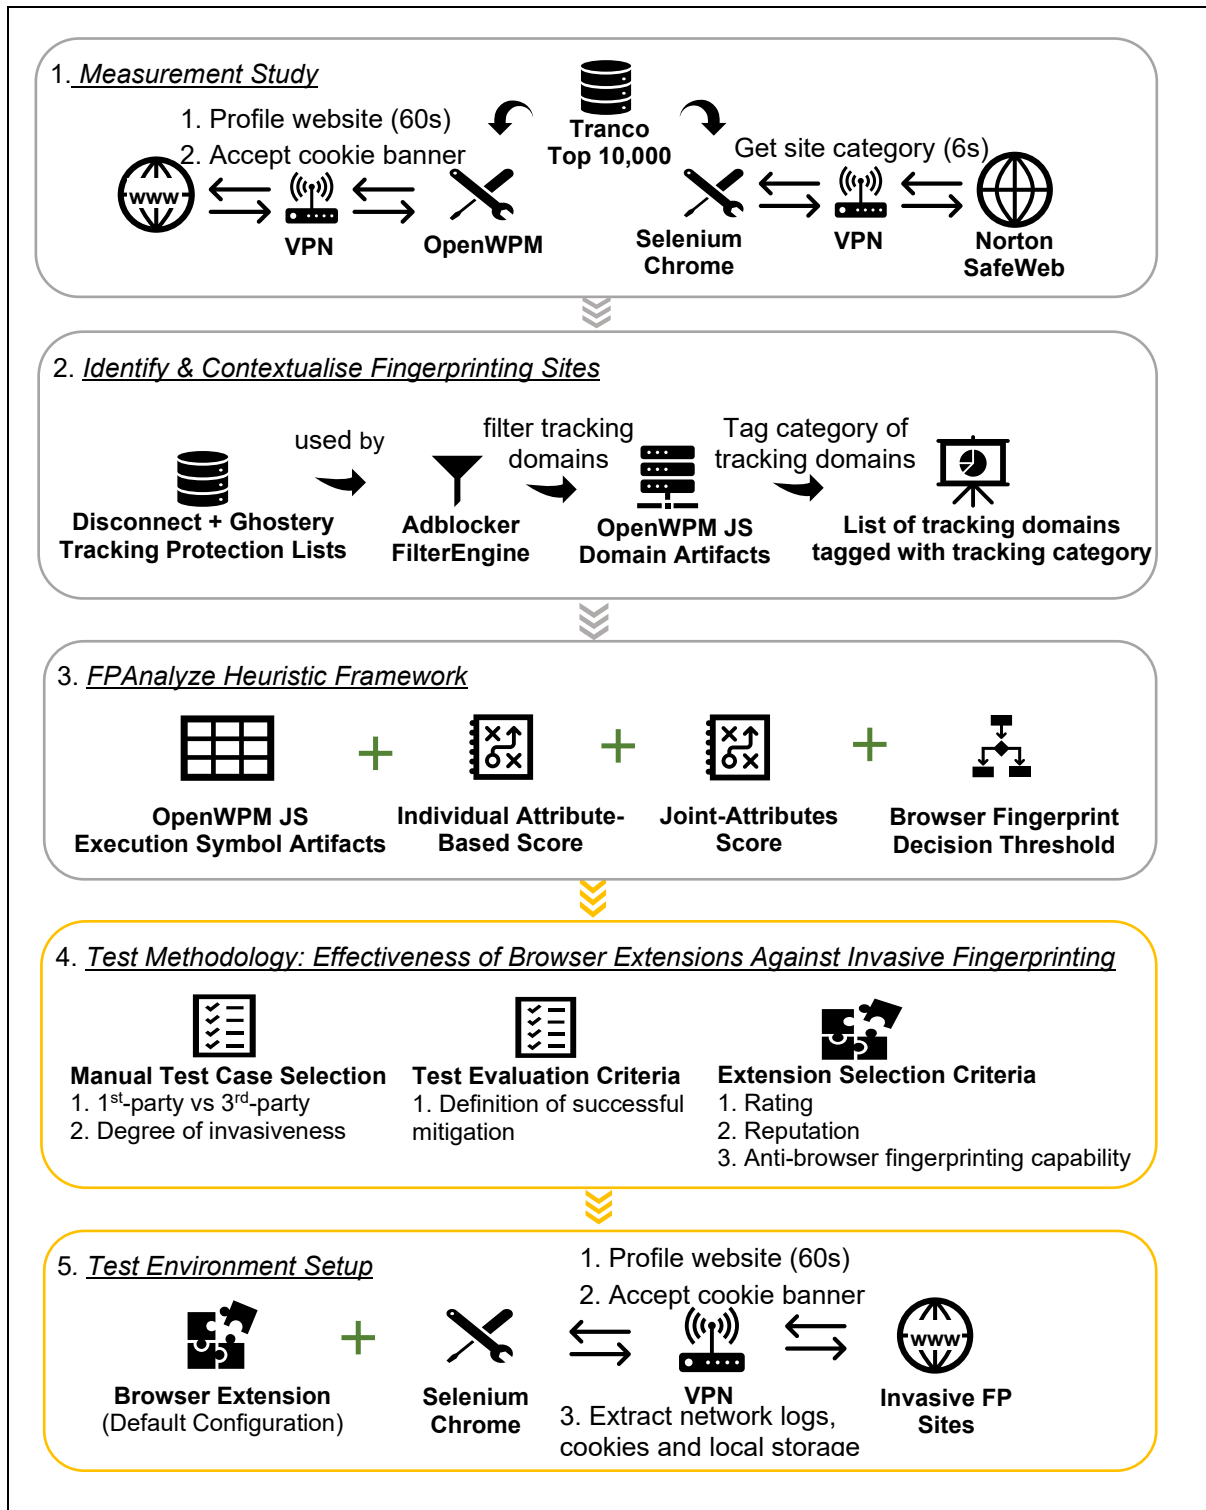 1. Measurement Study
1. Profile website (60s)
2. Accept cookie banner
Tranco
Top 10,000
Get site category (6s)
WWW
VPN
OpenWPM
Selenium
Chrome
VPN
Norton
SafeWeb
2. Identify & Contextualise Fingerprinting Sites
used by
filter tracking
domains
Tag category of
tracking domains
Disconnect + Ghostery
Tracking Protection Lists
Adblocker
FilterEngine
OpenWPM JS
Domain Artifacts
List of tracking domains
tagged with tracking category
3. FPAnalyze Heuristic Framework
OpenWPM JS
Execution Symbol Artifacts
Individual Attribute-
Based Score
Joint-Attributes
Score
Browser Fingerprint
Decision Threshold
4. Test Methodology: Effectiveness of Browser Extensions Against Invasive Fingerprinting
Manual Test Case Selection
1. 1st-party vs 3rd-party
2. Degree of invasiveness
Test Evaluation Criteria
1. Definition of successful
mitigation
Extension Selection Criteria
1. Rating
2. Reputation
3. Anti-browser fingerprinting capability
5. Test Environment Setup
1. Profile website (60s)
2. Accept cookie banner
WWW
Browser Extension
(Default Configuration)
Selenium
Chrome
VPN
3. Extract network logs,
cookies and local storage
Invasive FP
Sites